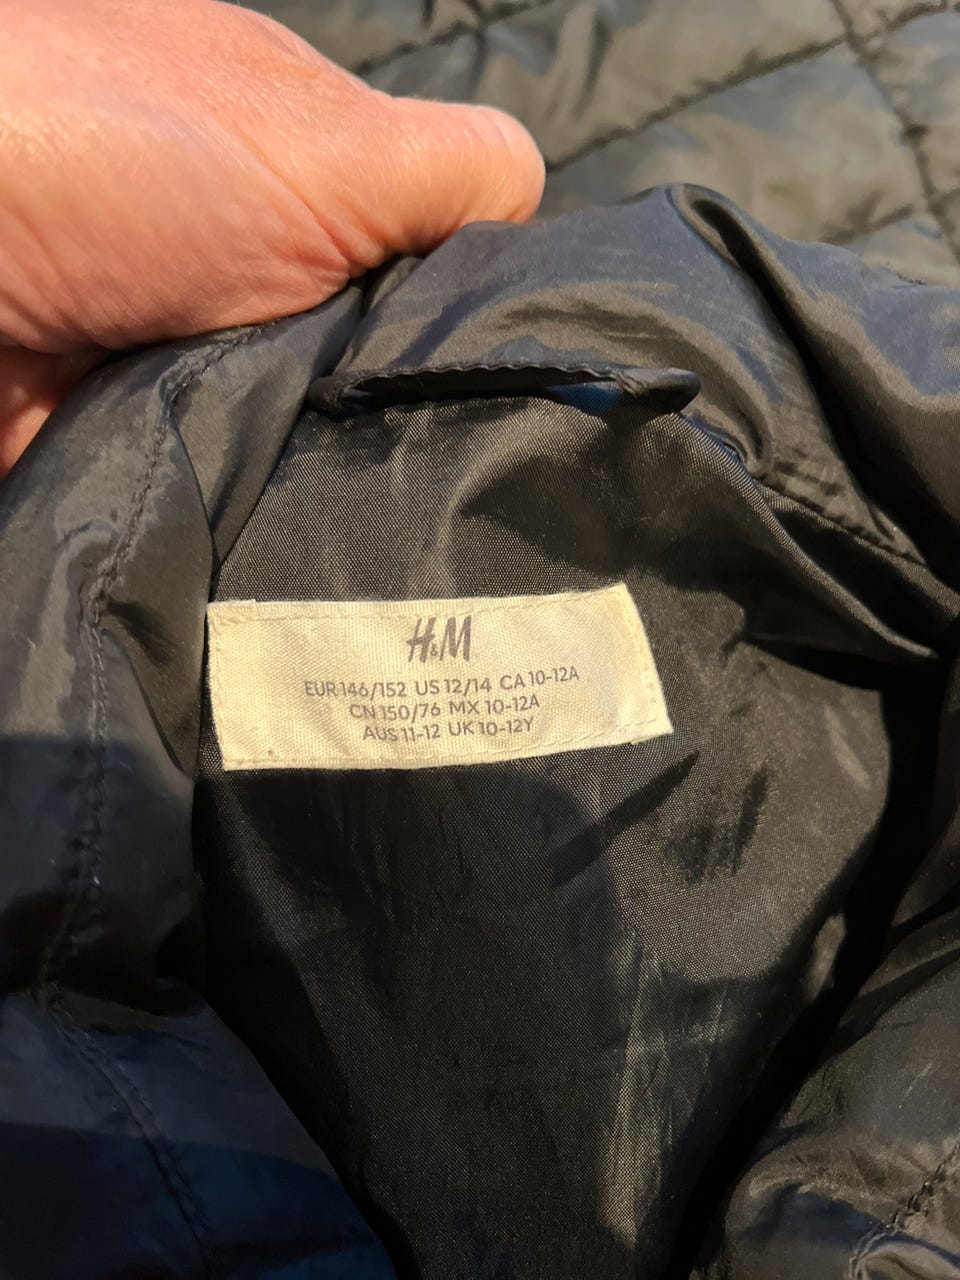 H&M
EUR 146/152 US 12/14 CA 10-12A
CN 150/76 MX 10-12A
AUS 11-12 UK 10-12Y